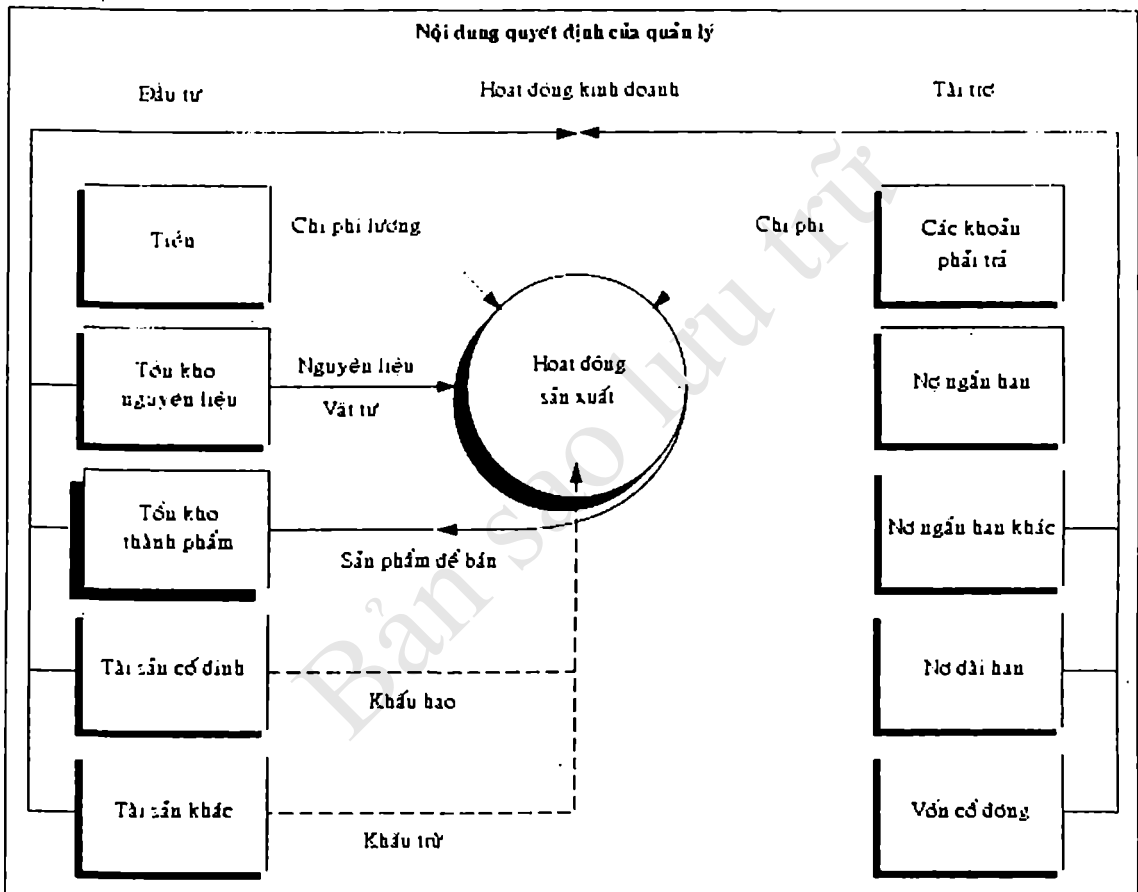 Nội dung quyết định của quản lý
Đầu tư
Hoạt động kinh doanh
Tài trợ
Tiền
Chi phí lương
Chi phí
Các khoản
phải trả
Tồn kho
nguyên liệu
Nguyên liệu
Vật tư
Hoạt động
sản xuất
Nợ ngắn hạn
Tồn kho
thành phẩm
Sản phẩm để bán
Nợ ngắn hạn khác
Tài sản cố định
Khấu hao
Nợ dài hạn
Tài sản khác
Khấu trừ
Vốn cổ đông
Bản sao lưu trữ